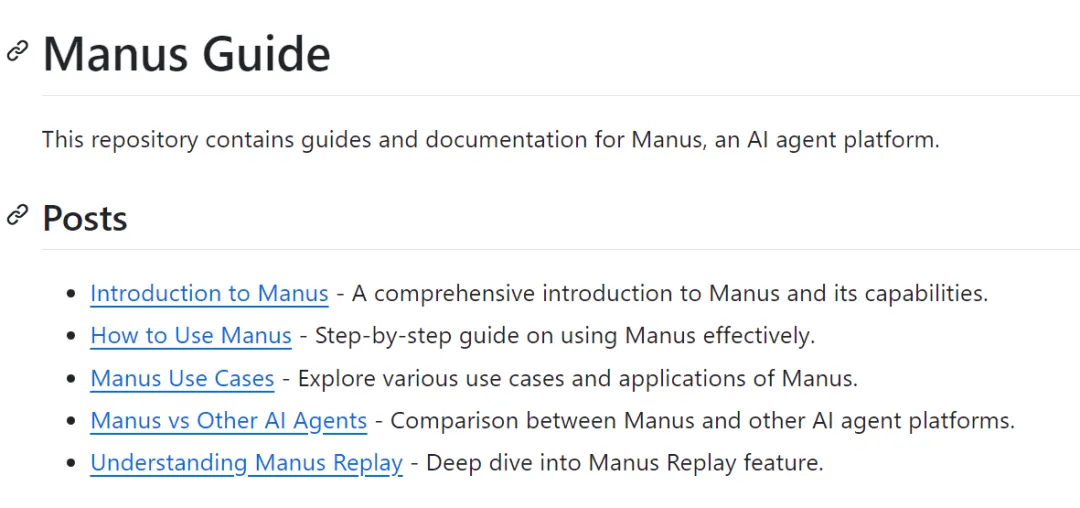 Manus Guide
This repository contains guides and documentation for Manus, an AI agent platform.
Posts
• Introduction to Manus - A comprehensive introduction to Manus and its capabilities.
• How to Use Manus - Step-by-step guide on using Manus effectively.
• Manus Use Cases - Explore various use cases and applications of Manus.
• Manus vs Other AI Agents - Comparison between Manus and other AI agent platforms.
• Understanding Manus Replay - Deep dive into Manus Replay feature.